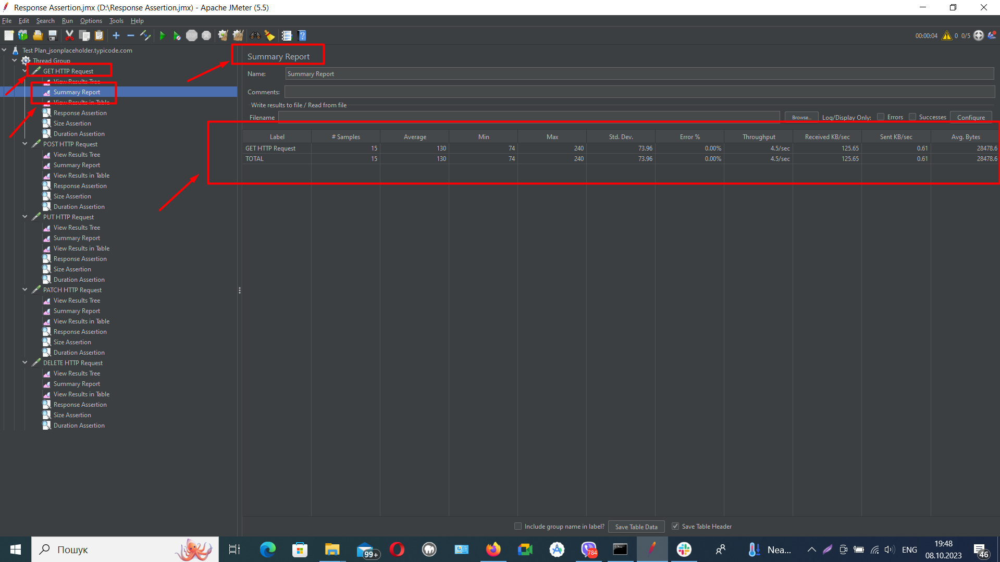 Response Assertion.jmx (D:\Response Assertion.jmx) - Apache JMeter (5.5)
File Edit Search Run Options Tools Help
00:00:04 0 0/5
Test Plan_jsonplaceholder.typicode.com
Thread Group
GET HTTP Request
View Results Tree
Summary Report
View Results in Table
Response Assertion
Size Assertion
Duration Assertion
POST HTTP Request
View Results Tree
Summary Report
View Results in Table
Response Assertion
Size Assertion
Duration Assertion
PUT HTTP Request
View Results Tree
Summary Report
View Results in Table
Response Assertion
Size Assertion
Duration Assertion
PATCH HTTP Request
View Results Tree
Summary Report
View Results in Table
Response Assertion
Size Assertion
Duration Assertion
DELETE HTTP Request
View Results Tree
Summary Report
View Results in Table
Response Assertion
Size Assertion
Duration Assertion
Summary Report
Name: Summary Report
Comments:
Write results to file / Read from file
Filename Browse... Log/Display Only: Errors Successes Configure
Label # Samples Average Min Max Std. Dev. Error % Throughput Received KB/sec Sent KB/sec Avg. Bytes
GET HTTP Request 15 130 74 240 73.96 0.00% 4.5/sec 125.65 0.61 28478.6
TOTAL 15 130 74 240 73.96 0.00% 4.5/sec 125.65 0.61 28478.6
Include group name in label? Save Table Data Save Table Header
Пошук 99+ 784 Nea... ENG 19:48
08.10.2023 46